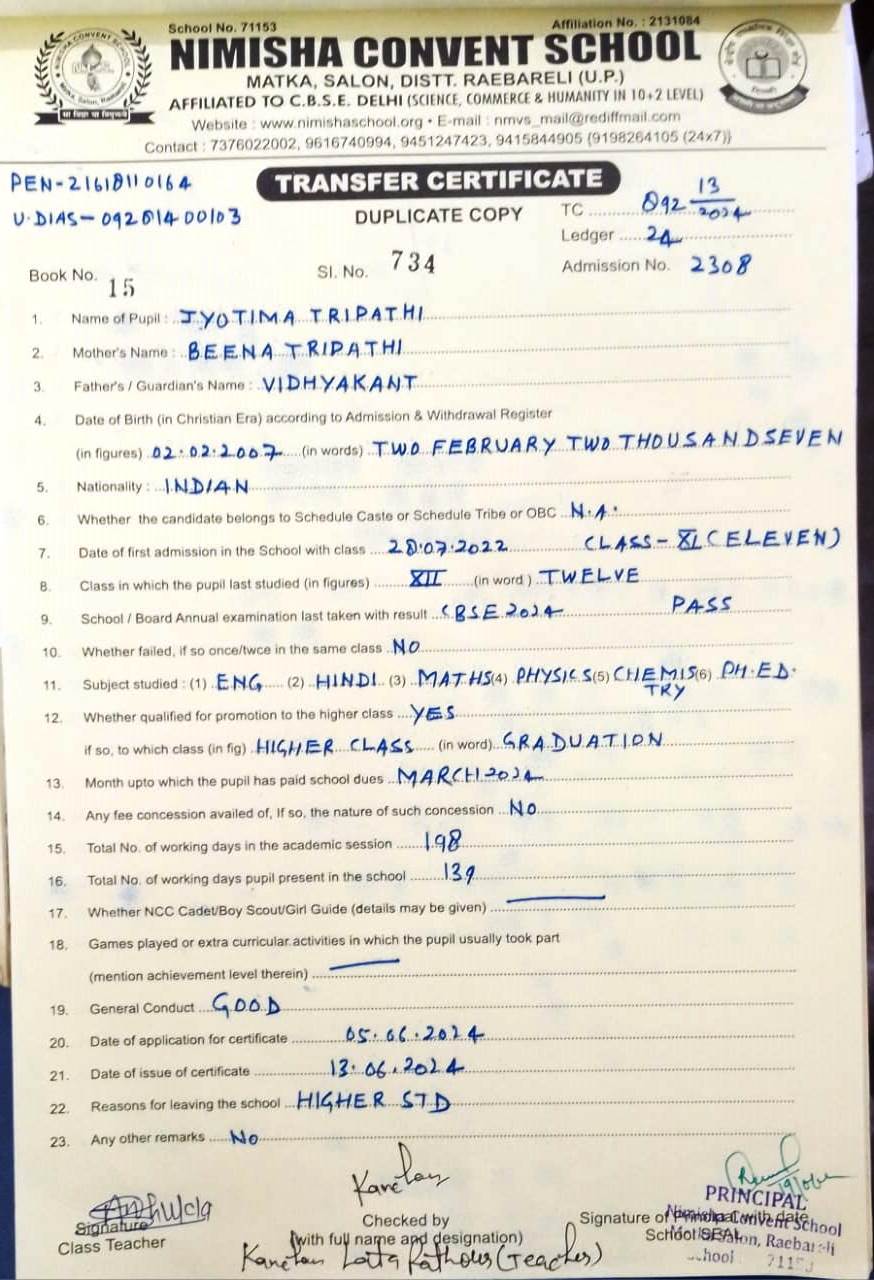 School No. 71153
Affiliation No. : 2131084
NIMISHA CONVENT SCHOOL
MATKA, SALON, DISTT. RAEBARELI (U.P.)
AFFILIATED TO C.B.S.E. DELHI (SCIENCE, COMMERCE & HUMANITY IN 10+2 LEVEL)
Website : www.nimishaschool.org • E-mail : nmvs_mail@rediffmail.com
Contact : 7376022002, 9616740994, 9451247423, 9415844905 {9198264105 (24x7)}
PEN-21618110164
TRANSFER CERTIFICATE
U.DIAS-09281400103
DUPLICATE COPY
TC 892 13/2024
Ledger 24
Book No. 15
Sl. No. 734
Admission No. 2308
1. Name of Pupil : JYOTIMA TRIPATHI
2. Mother's Name : BEENA TRIPATHI
3. Father's / Guardian's Name : VIDHYAKANT
4. Date of Birth (in Christian Era) according to Admission & Withdrawal Register
(in figures) 02.02.2007 (in words) TWO FEBRUARY TWO THOUSAND SEVEN
5. Nationality : INDIAN
6. Whether the candidate belongs to Schedule Caste or Schedule Tribe or OBC N.A.
7. Date of first admission in the School with class 28.07.2022 CLASS-XI (ELEVEN)
8. Class in which the pupil last studied (in figures) XII (in word) TWELVE
9. School / Board Annual examination last taken with result CBSE 2024 PASS
10. Whether failed, if so once/twce in the same class NO
11. Subject studied : (1) ENG (2) HINDI (3) MATHS (4) PHYSICS (5) CHEMISTRY (6) PH.ED.
12. Whether qualified for promotion to the higher class YES
if so, to which class (in fig) HIGHER CLASS (in word) GRADUATION
13. Month upto which the pupil has paid school dues MARCH 2024
14. Any fee concession availed of, If so, the nature of such concession NO
15. Total No. of working days in the academic session 198
16. Total No. of working days pupil present in the school 139
17. Whether NCC Cadet/Boy Scout/Girl Guide (details may be given)
18. Games played or extra curricular activities in which the pupil usually took part
(mention achievement level therein)
19. General Conduct GOOD
20. Date of application for certificate 05.06.2024
21. Date of issue of certificate 13.06.2024
22. Reasons for leaving the school HIGHER STD
23. Any other remarks NO
Kanchan
PRINCIPAL
Signature
Class Teacher
Checked by
(with full name and designation)
Signature of Principal with date
School SEAL
Nimisha Convent School
Matka, Salon, Raebareli
School 71153
Kanchan Lata Rathour (Teacher)